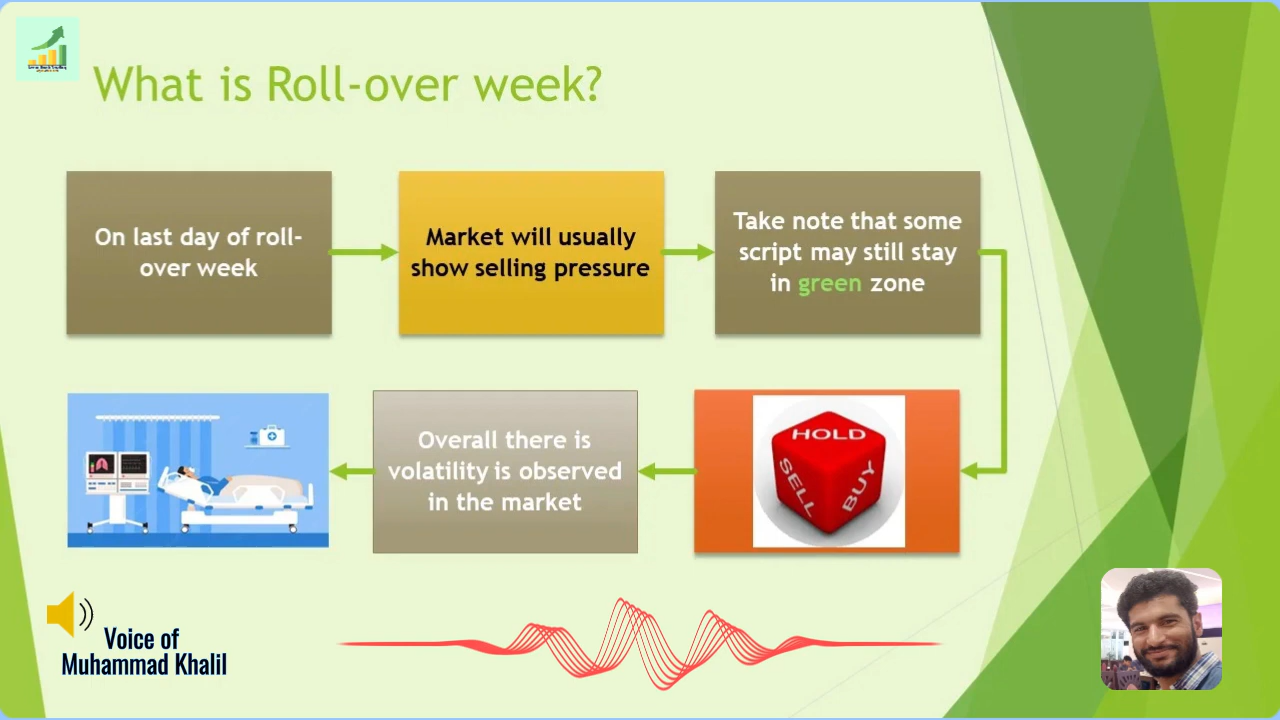 What is Roll-over week?
On last day of roll-
over week
Market will usually
show selling pressure
Take note that some
script may still stay
in green zone
HOLD
SELL
BUY
Overall there is
volatility is observed
in the market
Voice of
Muhammad Khalil